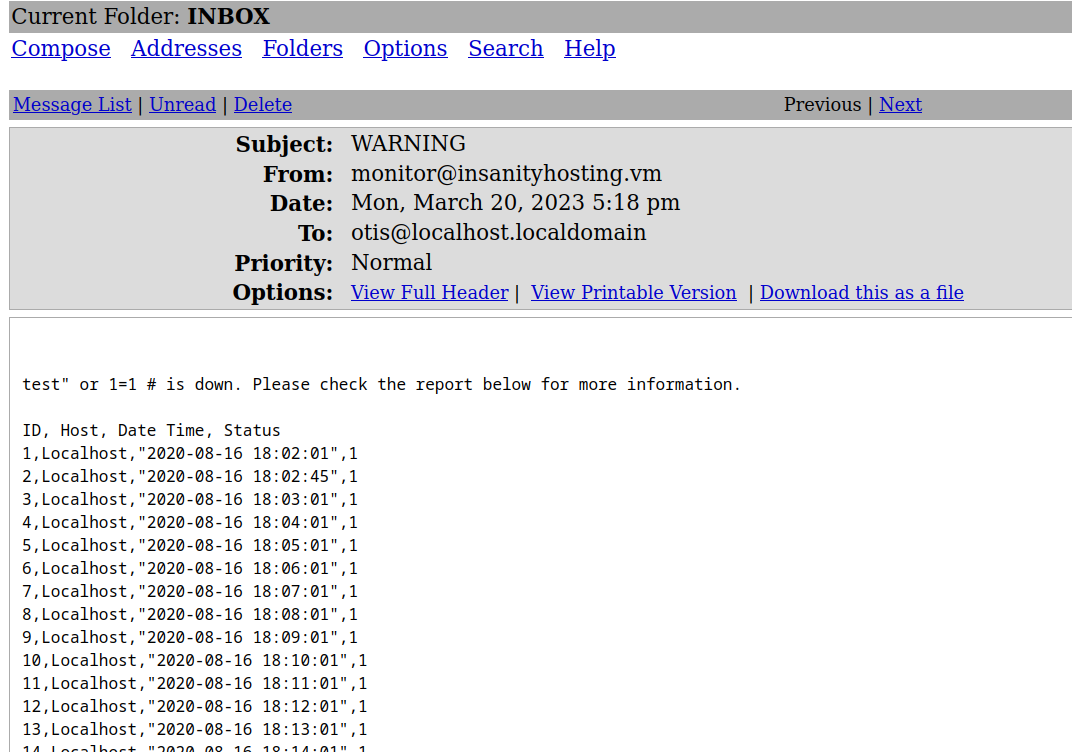 Current Folder: INBOX
Compose Addresses Folders Options Search Help
Message List | Unread | Delete Previous | Next
Subject: WARNING
From: monitor@insanityhosting.vm
Date: Mon, March 20, 2023 5:18 pm
To: otis@localhost.localdomain
Priority: Normal
Options: View Full Header | View Printable Version | Download this as a file
test" or 1=1 # is down. Please check the report below for more information.
ID, Host, Date Time, Status
1,Localhost,"2020-08-16 18:02:01",1
2,Localhost,"2020-08-16 18:02:45",1
3,Localhost,"2020-08-16 18:03:01",1
4,Localhost,"2020-08-16 18:04:01",1
5,Localhost,"2020-08-16 18:05:01",1
6,Localhost,"2020-08-16 18:06:01",1
7,Localhost,"2020-08-16 18:07:01",1
8,Localhost,"2020-08-16 18:08:01",1
9,Localhost,"2020-08-16 18:09:01",1
10,Localhost,"2020-08-16 18:10:01",1
11,Localhost,"2020-08-16 18:11:01",1
12,Localhost,"2020-08-16 18:12:01",1
13,Localhost,"2020-08-16 18:13:01",1
14,Localhost,"2020-08-16 18:14:01",1